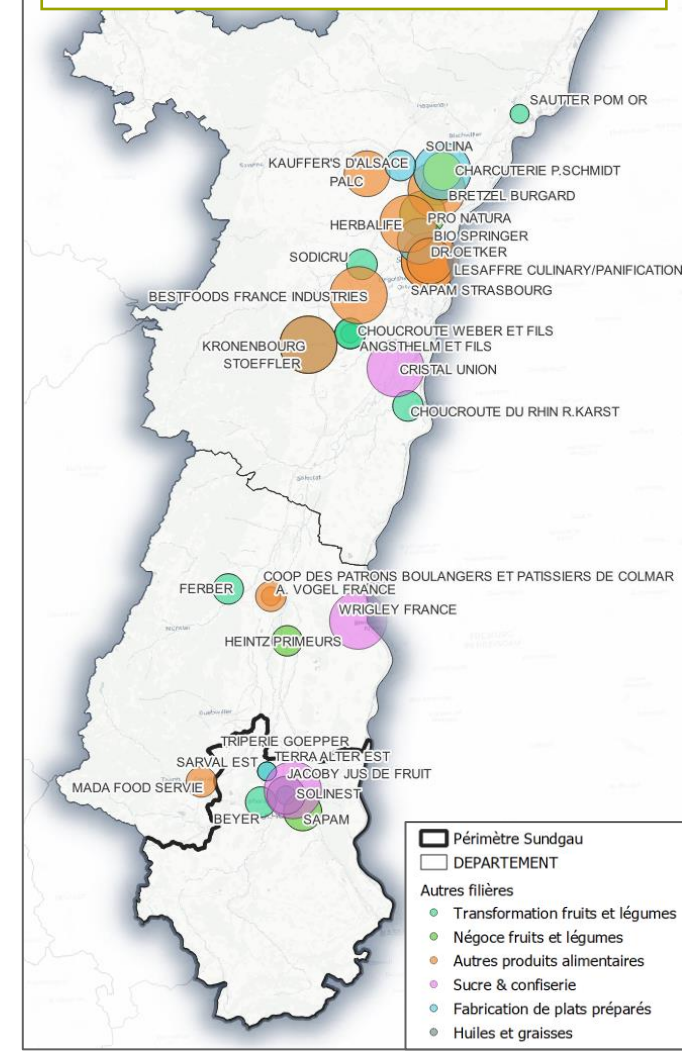 SAUTTER POM OR
SOLINA
KAUFFER'S D'ALSACE
CHARCUTERIE P.SCHMIDT
PALC
BRETZEL BURGARD
HERBALIFE
PRO NATURA
BIO SPRINGER
DR.OETKER
SODICRU
LESAFFRE CULINARY/PANIFICATION
SAPAM STRASBOURG
BESTFOODS FRANCE INDUSTRIES
CHOUCROUTE WEBER ET FILS
KRONENBOURG
ANGSTHELM ET FILS
STOEFFLER
CRISTAL UNION
CHOUCROUTE DU RHIN R.KARST
COOP DES PATRONS BOULANGERS ET PATISSIERS DE COLMAR
FERBER
A. VOGEL FRANCE
WRIGLEY FRANCE
HEINTZ PRIMEURS
TRIPERIE GOEPPER
TERRA ALTER EST
SARVAL EST
JACOBY JUS DE FRUIT
MADA FOOD SERVIE
SOLINEST
BEYER
SAPAM
Périmètre Sundgau
DEPARTEMENT
Autres filières
Transformation fruits et légumes
Négoce fruits et légumes
Autres produits alimentaires
Sucre & confiserie
Fabrication de plats préparés
Huiles et graisses